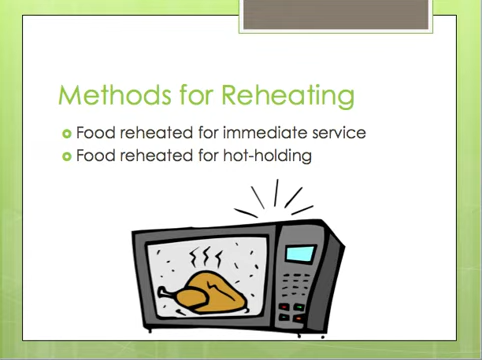 Methods for Reheating
Food reheated for immediate service
Food reheated for hot-holding